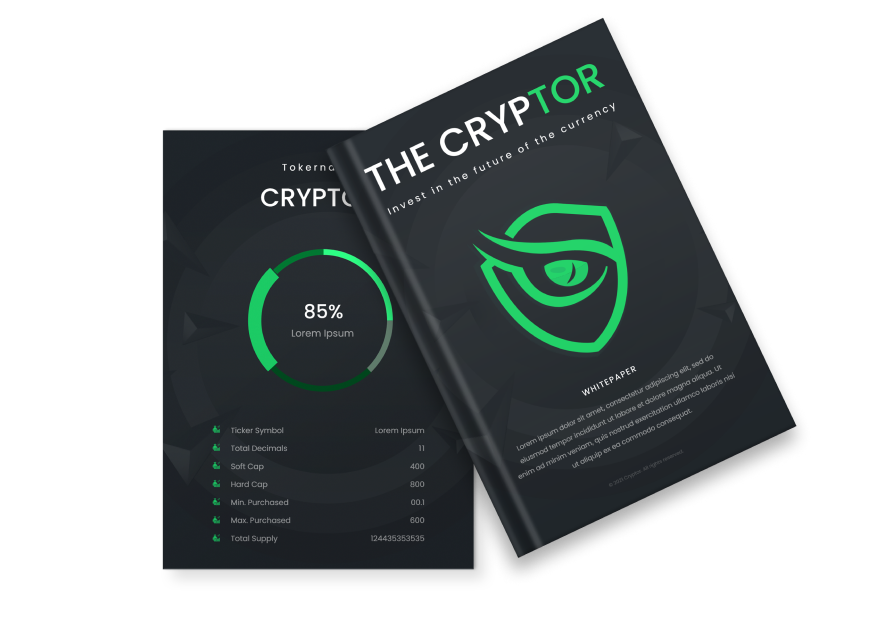 Tokeno
CRYPTO
85%
Lorem Ipsum
Ticker Symbol Lorem Ipsum
Total Decimals 11
Soft Cap 400
Hard Cap 800
Min. Purchased 00.1
Max. Purchased 600
Total Supply 124435353535
THE CRYPTOR
Invest in the future of the currency
WHITEPAPER
Lorem ipsum dolor sit amet, consectetur adipiscing elit, sed do
eiusmod tempor incididunt ut labore et dolore magna aliqua. Ut
enim ad minim veniam, quis nostrud exercitation ullamco laboris nisi
ut aliquip ex ea commodo consequat.
All rights reserved